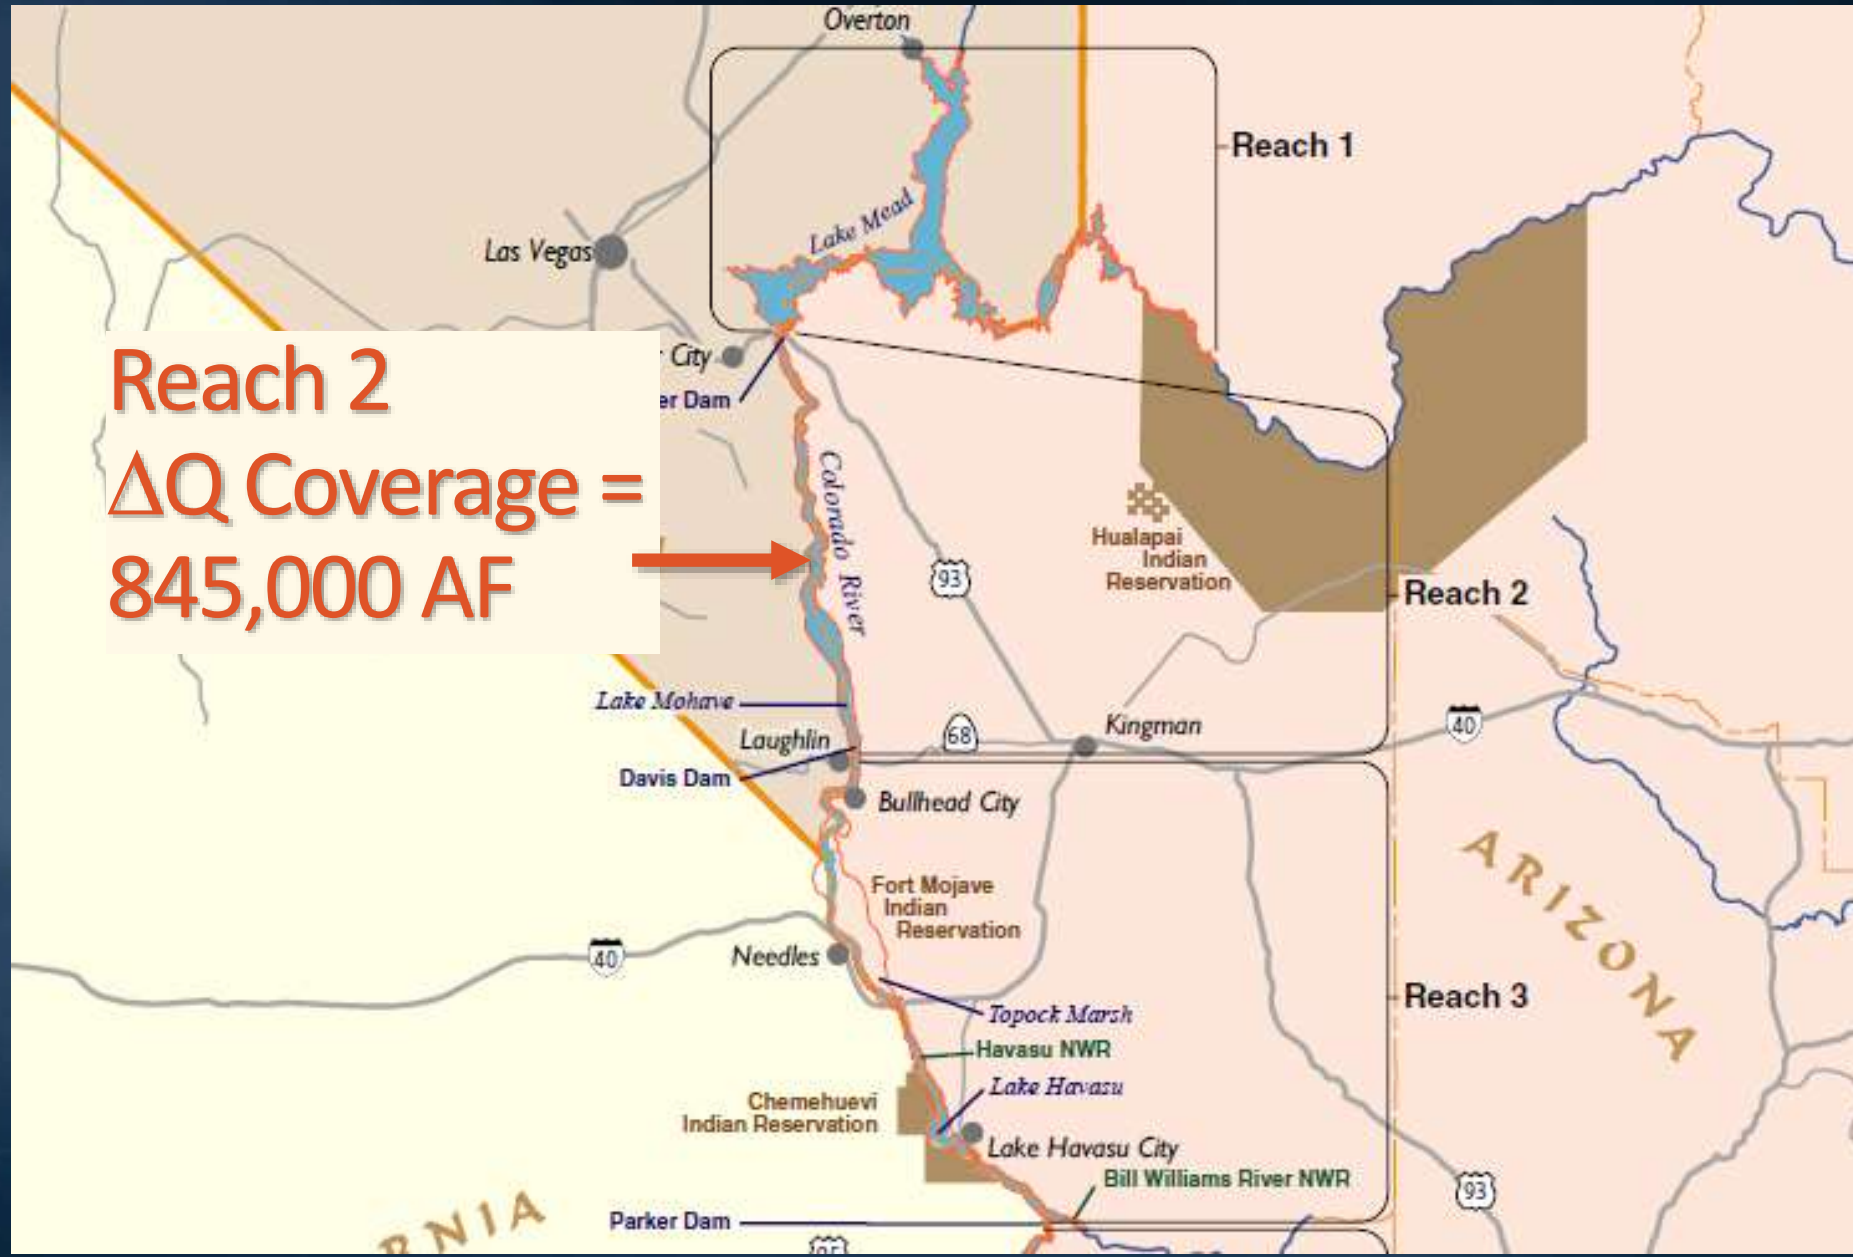 Overton
Reach 1
Lake Mead
Las Vegas
City
er Dam
Reach 2
ΔQ Coverage =
845,000 AF
Colorado River
93
Hualapai
Indian
Reservation
Reach 2
Lake Mohave
Laughlin
68
Kingman
40
Davis Dam
Bullhead City
ARIZONA
Fort Mojave
Indian
Reservation
40
Needles
Reach 3
Topock Marsh
Havasu NWR
Lake Havasu
Chemehuevi
Indian Reservation
Lake Havasu City
Bill Williams River NWR
93
RNIA
Parker Dam